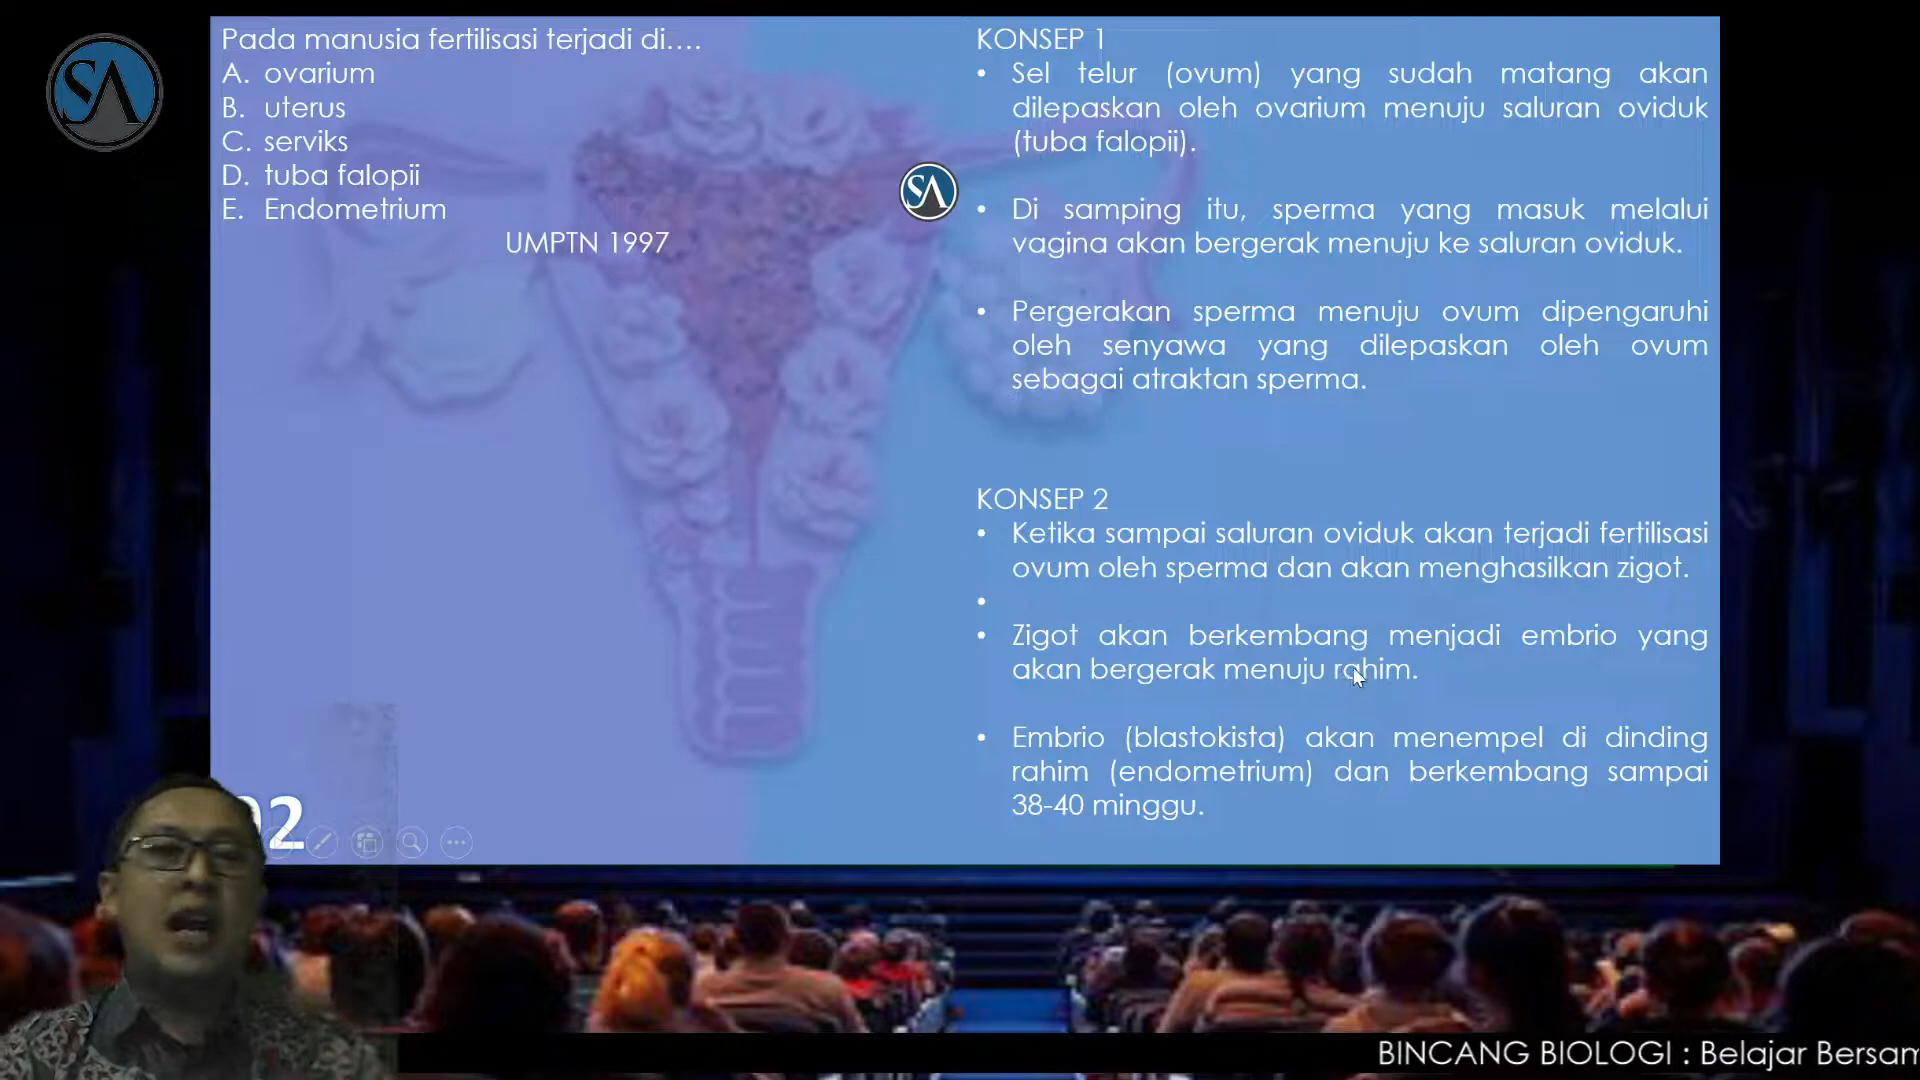 SA
Pada manusia fertilisasi terjadi di....
A. ovarium
B. uterus
C. serviks
D. tuba falopii
E. Endometrium
UMPTN 1997
SA
KONSEP 1
• Sel telur (ovum) yang sudah matang akan
dilepaskan oleh ovarium menuju saluran oviduk
(tuba falopii).
• Di samping itu, sperma yang masuk melalui
vagina akan bergerak menuju ke saluran oviduk.
• Pergerakan sperma menuju ovum dipengaruhi
oleh senyawa yang dilepaskan oleh ovum
sebagai atraktan sperma.
KONSEP 2
• Ketika sampai saluran oviduk akan terjadi fertilisasi
ovum oleh sperma dan akan menghasilkan zigot.
•
• Zigot akan berkembang menjadi embrio yang
akan bergerak menuju rahim.
• Embrio (blastokista) akan menempel di dinding
rahim (endometrium) dan berkembang sampai
38-40 minggu.
2
BINCANG BIOLOGI : Belajar Bersam